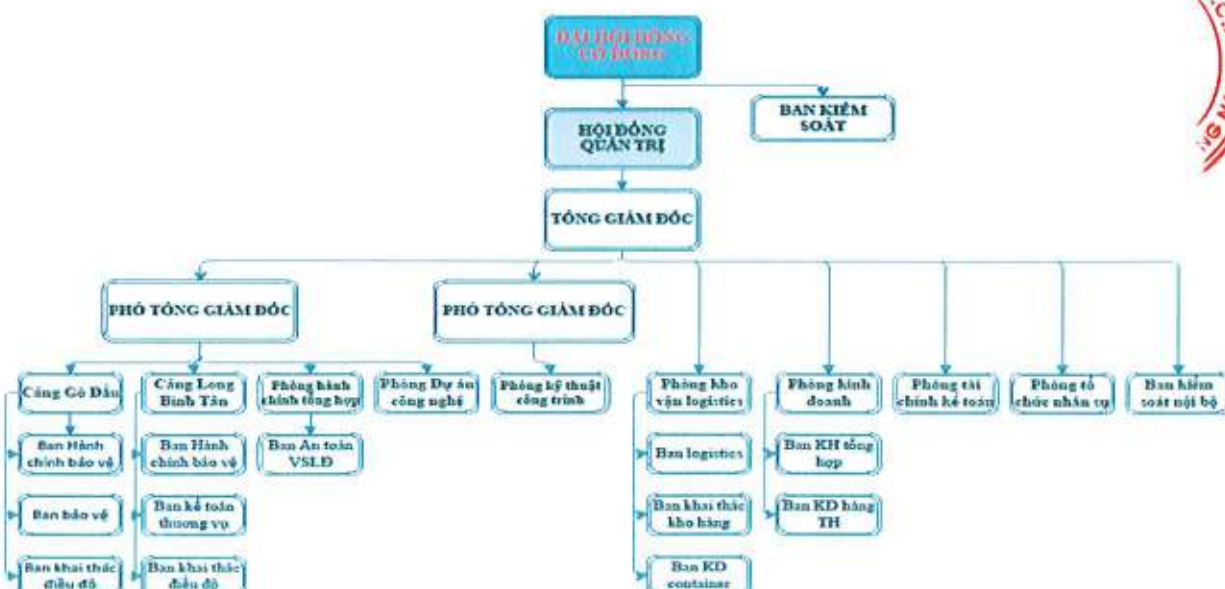 ĐẠI HỘI ĐỒNG
CỔ ĐÔNG
BAN KIỂM
SOÁT
HỘI ĐỒNG
QUẢN TRỊ
TỔNG GIÁM ĐỐC
PHÓ TỔNG GIÁM ĐỐC
PHÓ TỔNG GIÁM ĐỐC
Cảng Gò Dầu
Cảng Long
Bình Tân
Phòng hành
chính tổng hợp
Phòng Dự án
công nghệ
Phòng kỹ thuật
công trình
Phòng kho
vận logistics
Phòng kinh
doanh
Phòng tài
chính kế toán
Phòng tổ
chức nhân sự
Ban kiểm
soát nội bộ
Ban Hành
chính bảo vệ
Ban Hành
chính bảo vệ
Ban An toàn
VSLĐ
Ban logistics
Ban KH tổng
hợp
Ban bảo vệ
Ban kế toán
thương vụ
Ban khai thác
kho hàng
Ban KD hàng
TH
Ban khai thác
điều độ
Ban khai thác
điều độ
Ban KD
container